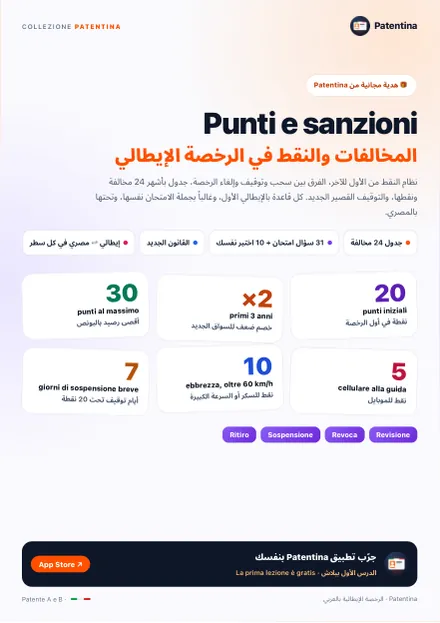 COLLEZIONE PATENTINA
Patentina
هدية مجانية من Patentina
Punti e sanzioni
المخالفات والنقط في الرخصة الإيطالي
نظام النقط من الأول للآخر، الفرق بين سحب وتوقيف وإلغاء الرخصة، جدول بأشهر 24 مخالفة
ونقطها، والتوقيف القصير الجديد. كل قاعدة بالإيطالي الأول، وغالباً بجملة الامتحان نفسها، وتحتها
بالمصري.
جدول 24 مخالفة
31 سؤال امتحان + 10 اختبر نفسك
القانون الجديد
إيطالي ⇄ مصري في كل سطر
20
punti iniziali
نقطة في أول الرخصة
×2
primi 3 anni
خصم ضعف للسواق الجديد
30
punti al massimo
أقصى رصيد بالبونص
5
cellulare alla guida
نقط للموبايل
10
ebbrezza, oltre 60 km/h
نقط للسكر أو السرعة الكبيرة
7
giorni di sospensione breve
أيام توقيف تحت 20 نقطة
Ritiro
Sospensione
Revoca
Revisione
جرّب تطبيق Patentina بنفسك
الدرس الأول ببلاش · La prima lezione è gratis
App Store ↗
Patente A e B ·
Patentina · الرخصة الإيطالية بالعربي